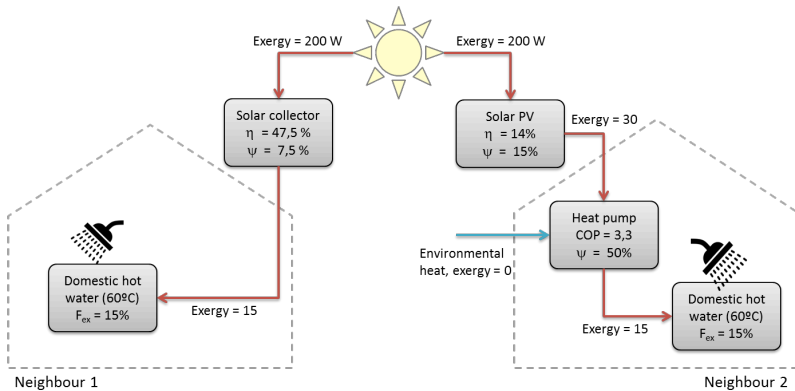 Exergy = 200 W
Exergy = 200 W
Solar collector
η = 47,5 %
ψ = 7,5 %
Solar PV
η = 14%
ψ = 15%
Exergy = 30
Heat pump
COP = 3,3
ψ = 50%
Environmental
heat, exergy = 0
Domestic hot
water (60ºC)
Fex = 15%
Exergy = 15
Domestic hot
water (60ºC)
Fex = 15%
Exergy = 15
Neighbour 1
Neighbour 2